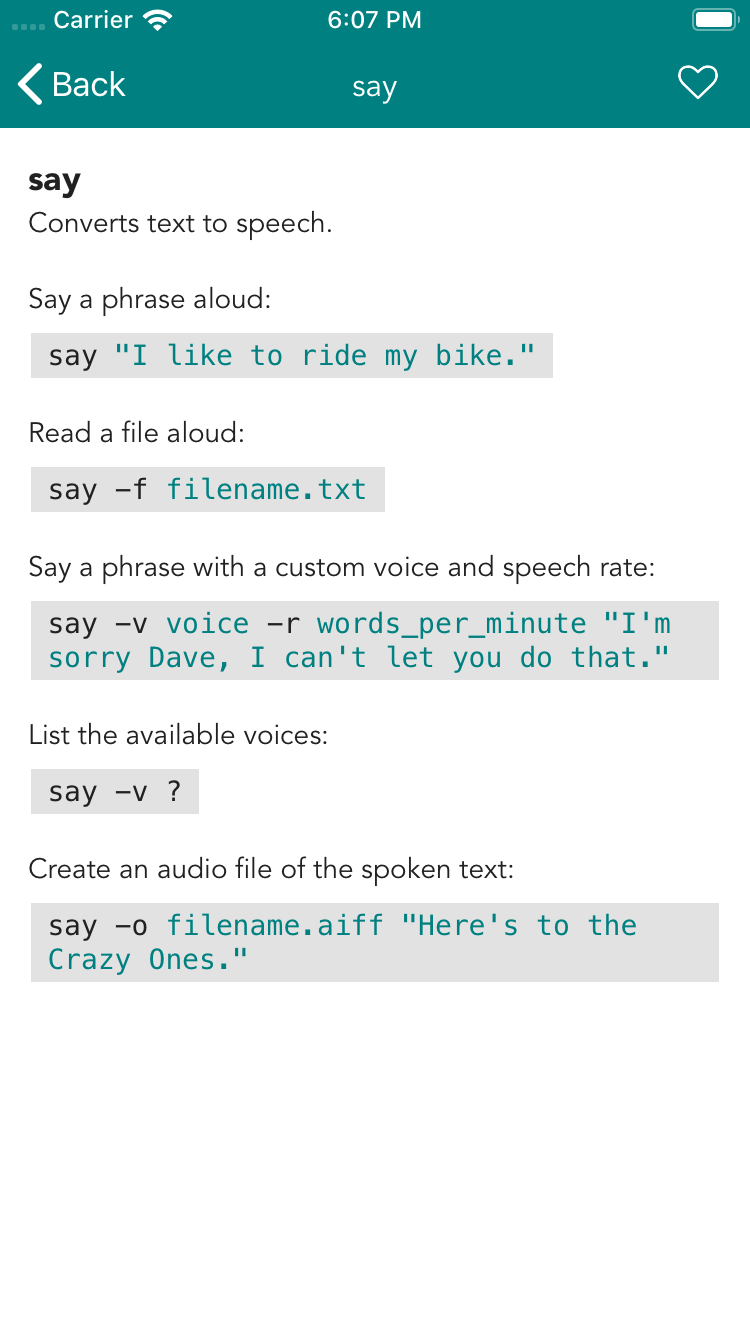 Carrier 6:07 PM
Back say
say
Converts text to speech.
Say a phrase aloud:
say "I like to ride my bike."
Read a file aloud:
say -f filename.txt
Say a phrase with a custom voice and speech rate:
say -v voice -r words_per_minute "I'm
sorry Dave, I can't let you do that."
List the available voices:
say -v ?
Create an audio file of the spoken text:
say -o filename.aiff "Here's to the
Crazy Ones."